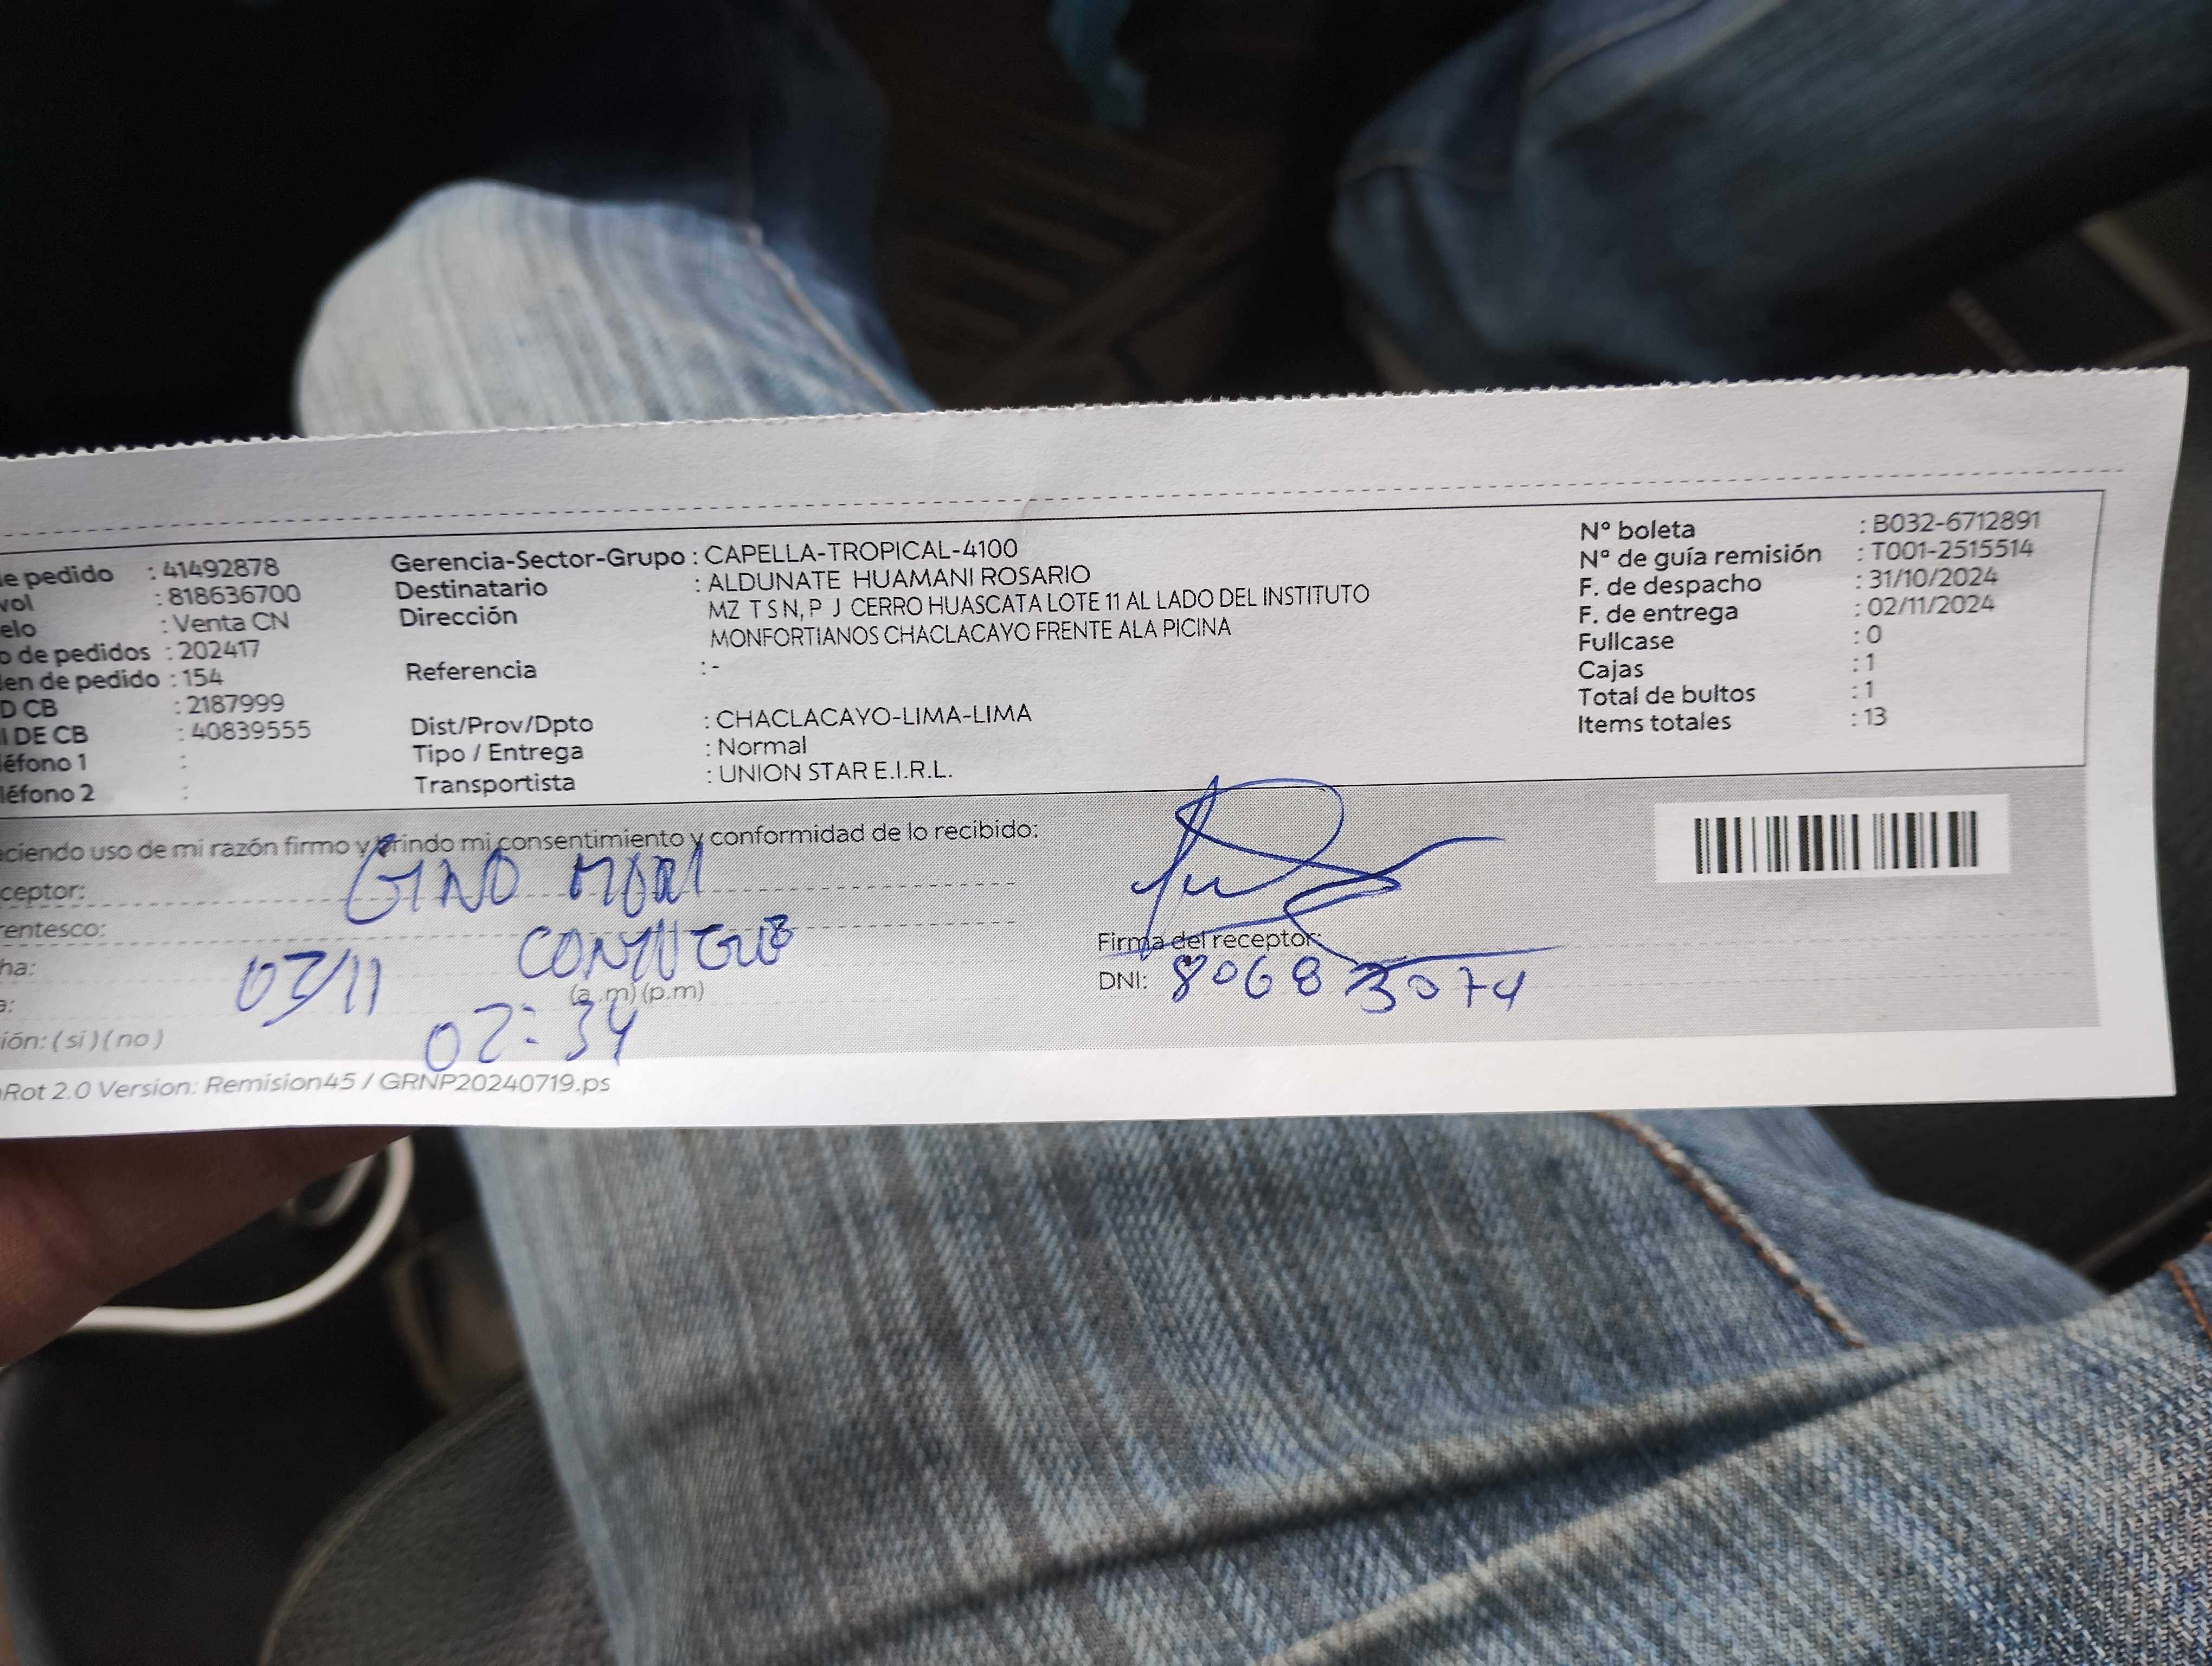 e pedido : 41492878
vol : 818636700
elo : Venta CN
o de pedidos : 202417
en de pedido : 154
D CB : 2187999
I DE CB : 40839555
léfono 1 :
léfono 2 :
Gerencia-Sector-Grupo : CAPELLA-TROPICAL-4100
Destinatario : ALDUNATE HUAMANI ROSARIO
Dirección MZ T S N, P J CERRO HUASCATA LOTE 11 AL LADO DEL INSTITUTO
MONFORTIANOS CHACLACAYO FRENTE ALA PICINA
Referencia : -
Dist/Prov/Dpto : CHACLACAYO-LIMA-LIMA
Tipo / Entrega : Normal
Transportista : UNION STAR E.I.R.L.
Nº boleta : B032-6712891
Nº de guía remisión : T001-2515514
F. de despacho : 31/10/2024
F. de entrega : 02/11/2024
Fullcase : 0
Cajas : 1
Total de bultos : 1
Items totales : 13
aciendo uso de mi razón firmo y brindo mi consentimiento y conformidad de lo recibido:
ceptor: GINO MORI
rentesco: CONYUGUE
ha: 03/11
a: 02:34 (a.m) (p.m)
ión: ( si ) ( no )
Firma del receptor:
DNI: 80683074
Rot 2.0 Version: Remision45 / GRNP20240719.ps